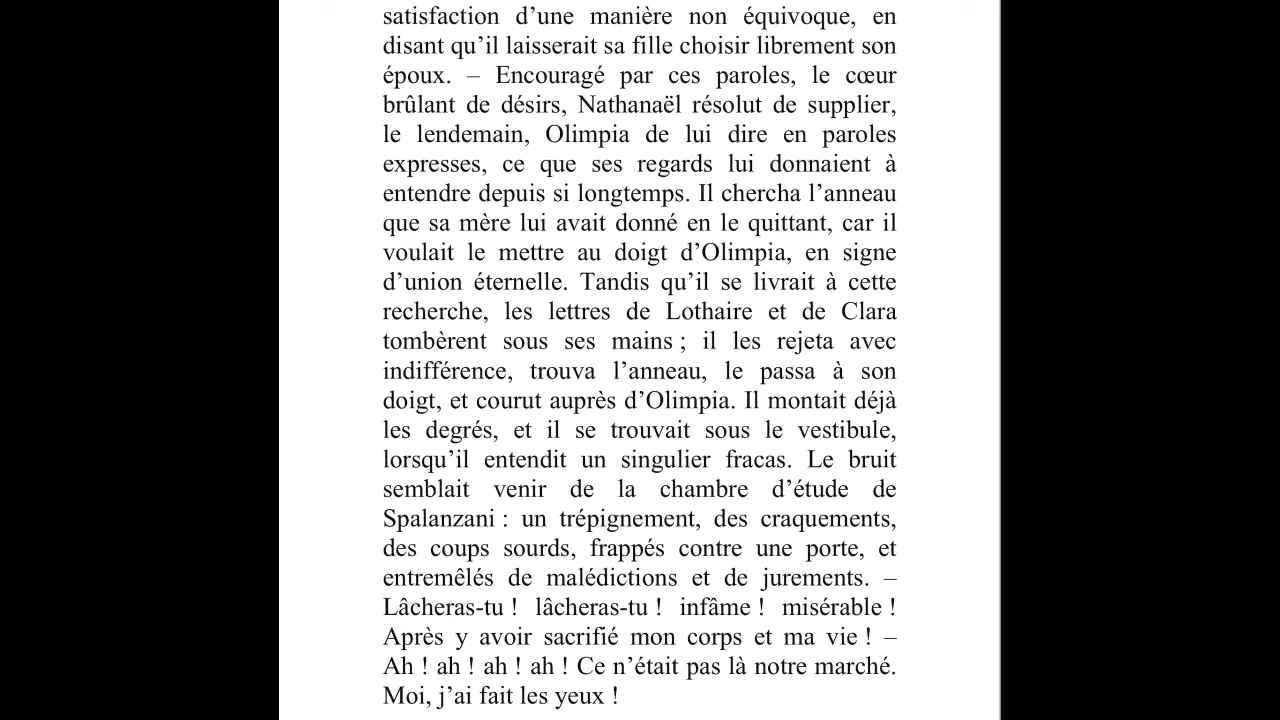 satisfaction d’une manière non équivoque, en
disant qu’il laisserait sa fille choisir librement son
époux. – Encouragé par ces paroles, le cœur
brûlant de désirs, Nathanaël résolut de supplier,
le lendemain, Olimpia de lui dire en paroles
expresses, ce que ses regards lui donnaient à
entendre depuis si longtemps. Il chercha l’anneau
que sa mère lui avait donné en le quittant, car il
voulait le mettre au doigt d’Olimpia, en signe
d’union éternelle. Tandis qu’il se livrait à cette
recherche, les lettres de Lothaire et de Clara
tombèrent sous ses mains ; il les rejeta avec
indifférence, trouva l’anneau, le passa à son
doigt, et courut auprès d’Olimpia. Il montait déjà
les degrés, et il se trouvait sous le vestibule,
lorsqu’il entendit un singulier fracas. Le bruit
semblait venir de la chambre d’étude de
Spalanzani : un trépignement, des craquements,
des coups sourds, frappés contre une porte, et
entremêlés de malédictions et de jurements. –
Lâcheras-tu ! lâcheras-tu ! infâme ! misérable !
Après y avoir sacrifié mon corps et ma vie ! –
Ah ! ah ! ah ! ah ! Ce n’était pas là notre marché.
Moi, j’ai fait les yeux !